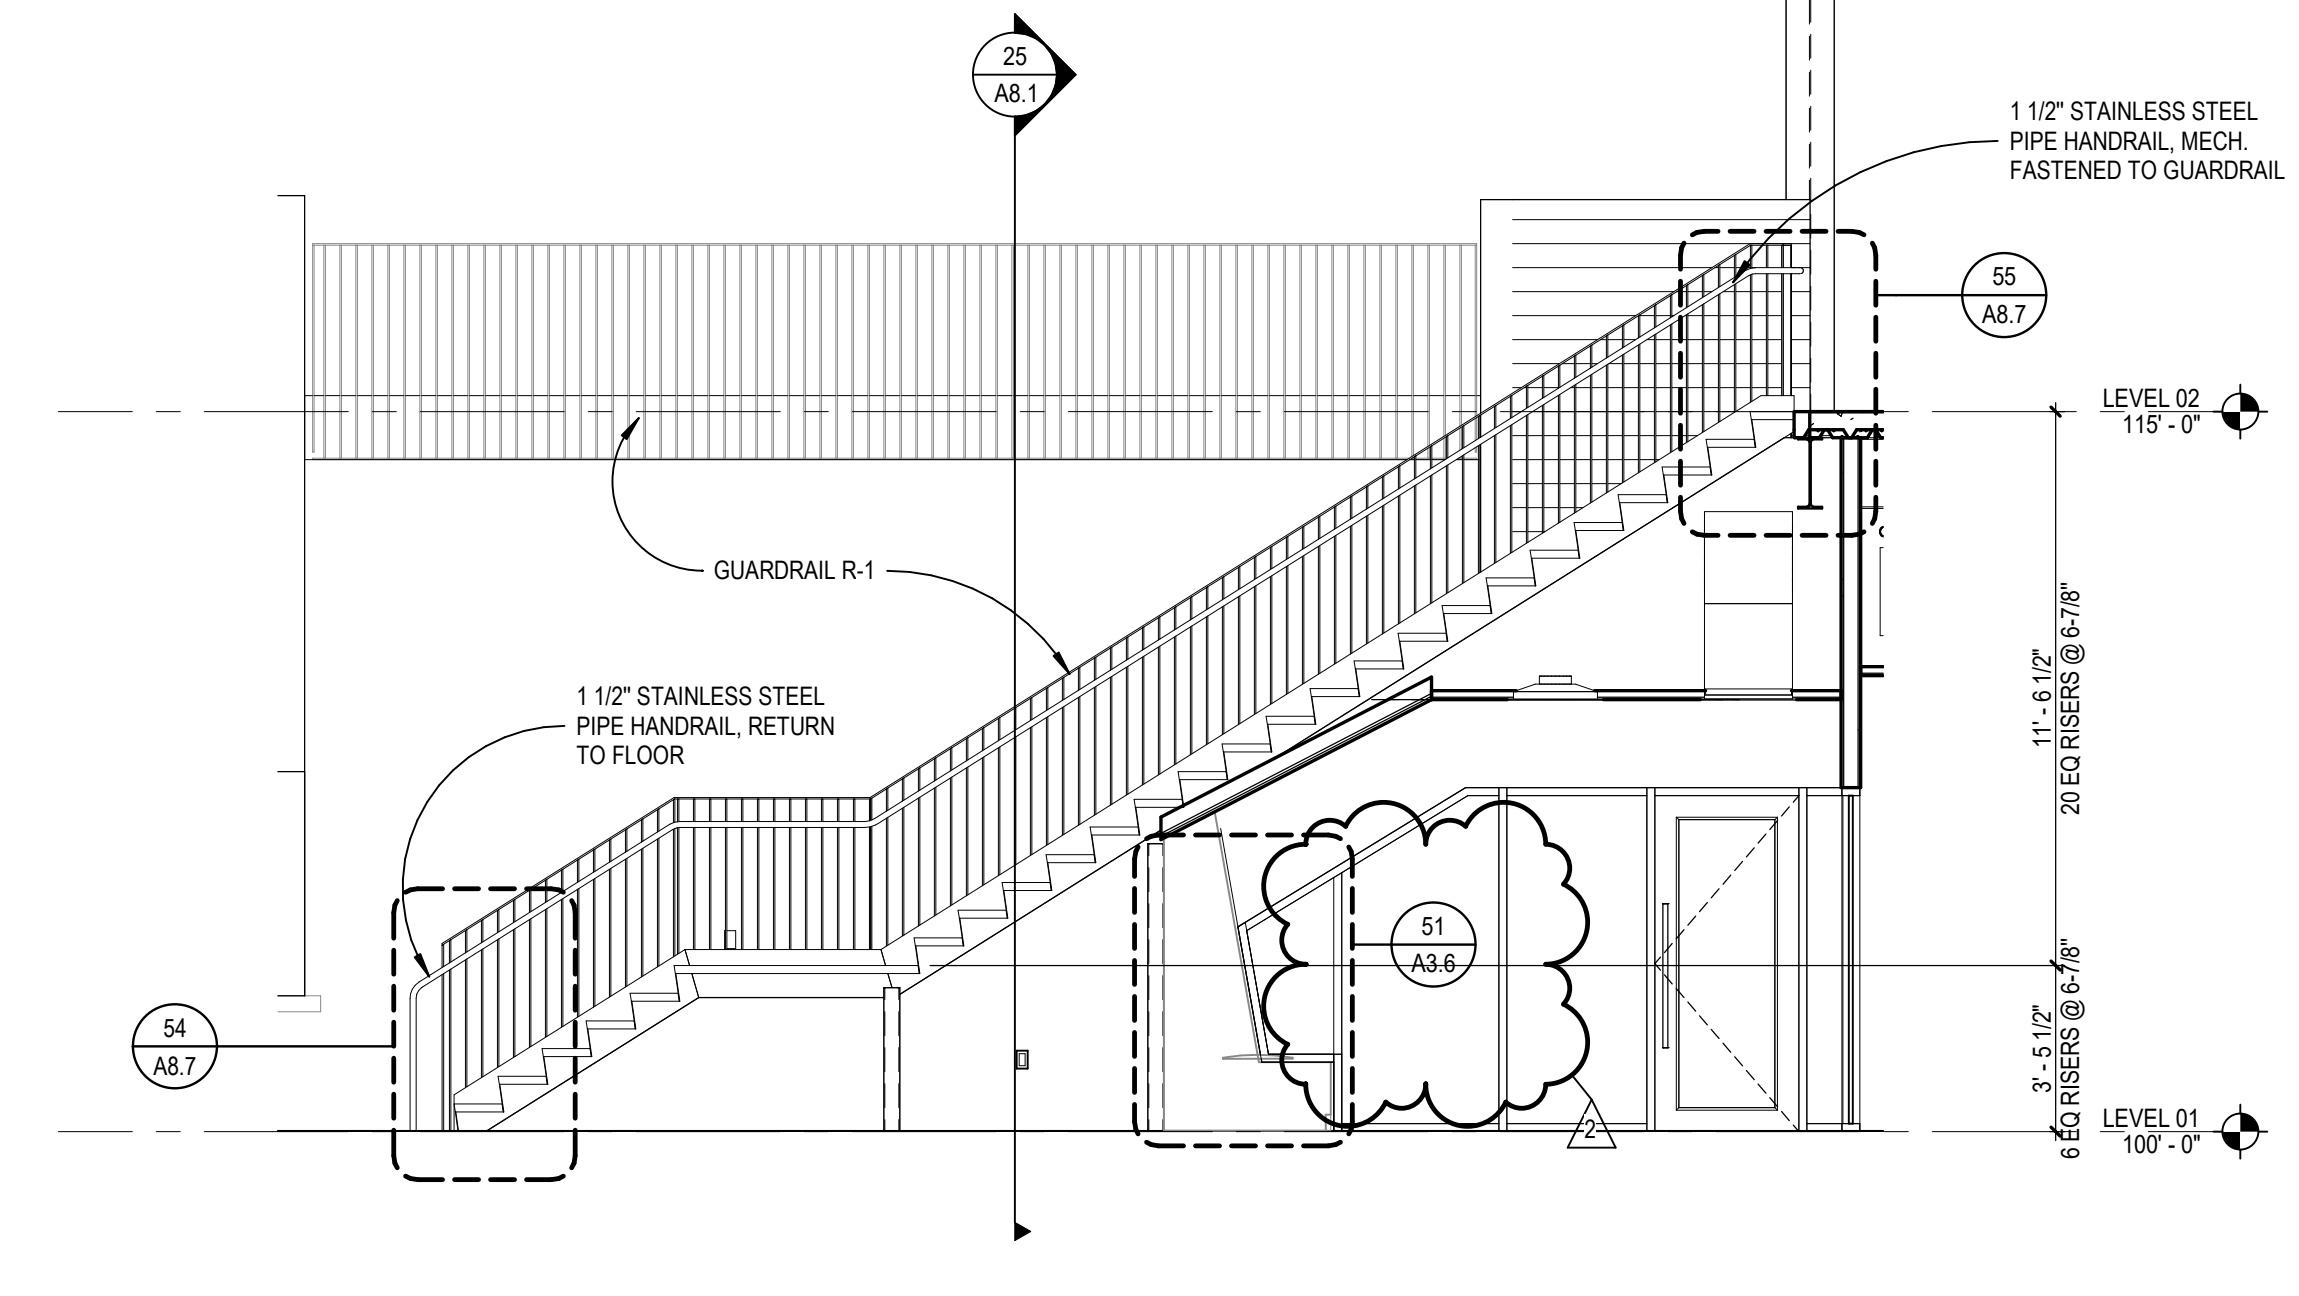 25
A8.1
1 1/2" STAINLESS STEEL
PIPE HANDRAIL, MECH.
FASTENED TO GUARDRAIL
55
A8.7
LEVEL 02
115' - 0"
GUARDRAIL R-1
11' - 6 1/2"
20 EQ RISERS @ 6-7/8"
1 1/2" STAINLESS STEEL
PIPE HANDRAIL, RETURN
TO FLOOR
51
A3.6
54
A8.7
3' - 5 1/2"
6 EQ RISERS @ 6-7/8"
2
LEVEL 01
100' - 0"